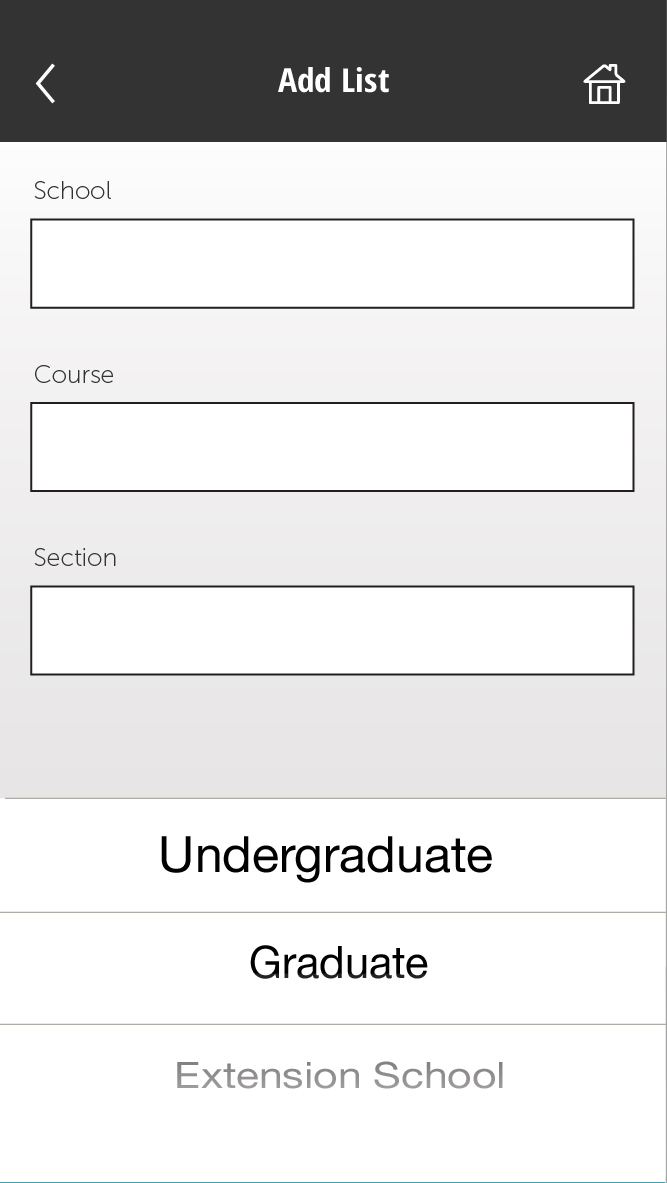 Add List
School
Course
Section
Undergraduate
Graduate
Extension School